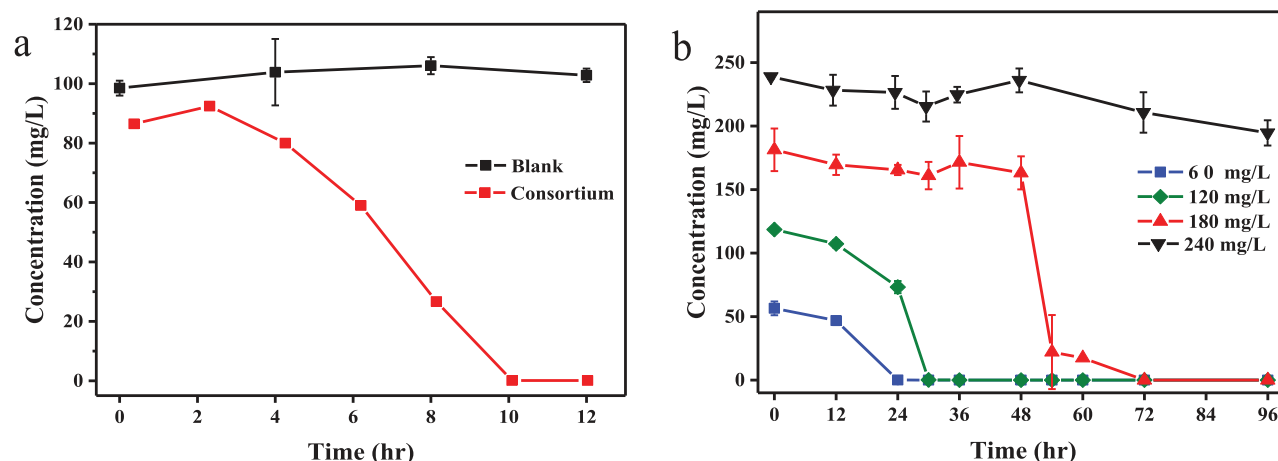 a
Concentration (mg/L)
120
100
80
60
40
20
0
Blank
Consortium
0 2 4 6 8 10 12
Time (hr)
b
Concentration (mg/L)
250
200
150
100
50
0
6 0 mg/L
120 mg/L
180 mg/L
240 mg/L
0 12 24 36 48 60 72 84 96
Time (hr)